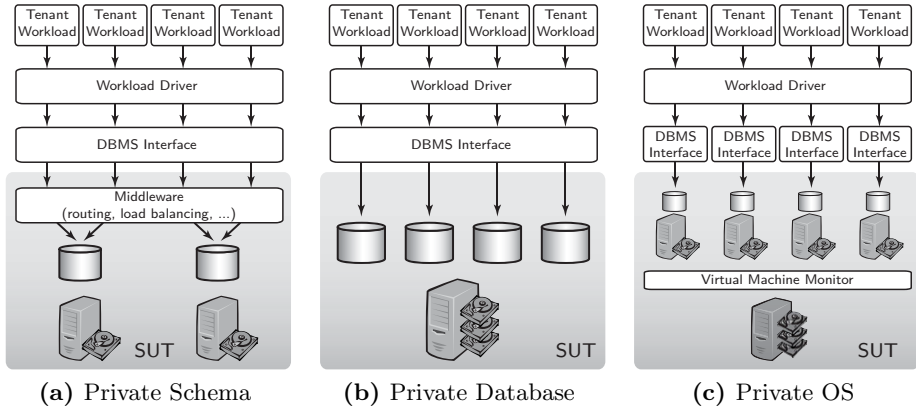 Tenant Workload Tenant Workload Tenant Workload Tenant Workload
Workload Driver
DBMS Interface
Middleware
(routing, load balancing, ...)
SUT
(a) Private Schema
Tenant Workload Tenant Workload Tenant Workload Tenant Workload
Workload Driver
DBMS Interface
SUT
(b) Private Database
Tenant Workload Tenant Workload Tenant Workload Tenant Workload
Workload Driver
DBMS Interface DBMS Interface DBMS Interface DBMS Interface
Virtual Machine Monitor
SUT
(c) Private OS